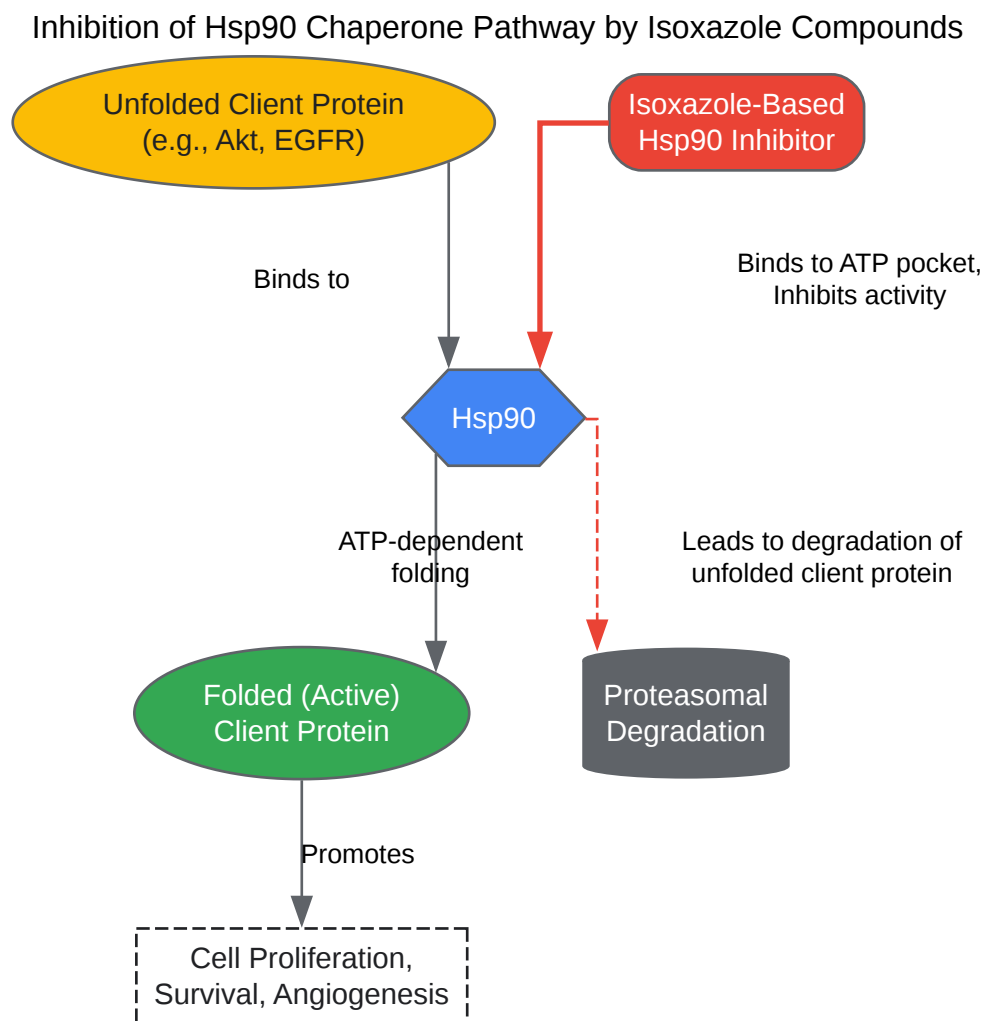 Inhibition of Hsp90 Chaperone Pathway by Isoxazole Compounds
Unfolded Client Protein
(e.g., Akt, EGFR)
Isoxazole-Based
Hsp90 Inhibitor
Binds to
Binds to ATP pocket,
Inhibits activity
Hsp90
ATP-dependent
folding
Leads to degradation of
unfolded client protein
Folded (Active)
Client Protein
Proteasomal
Degradation
Promotes
Cell Proliferation,
Survival, Angiogenesis